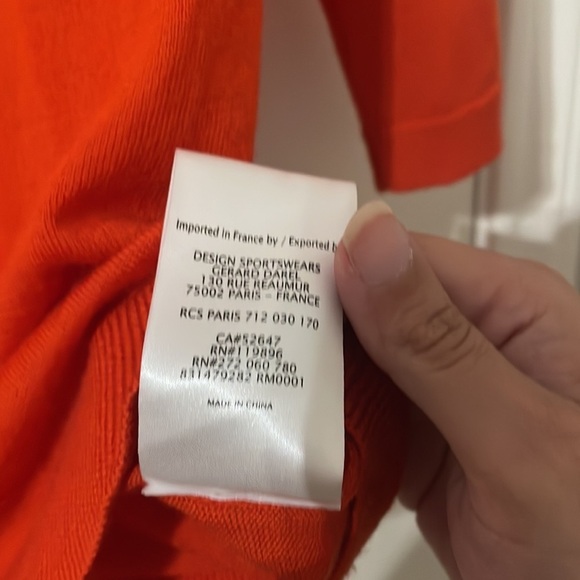 Imported in France by / Exported b
DESIGN SPORTSWEARS
GERARD DAREL
130 RUE REAUMUR
75002 PARIS - FRANCE
RCS PARIS 712 030 170
CA#52647
RN#119896
RN#272 060 780
831479282 RM0001
MADE IN CHINA